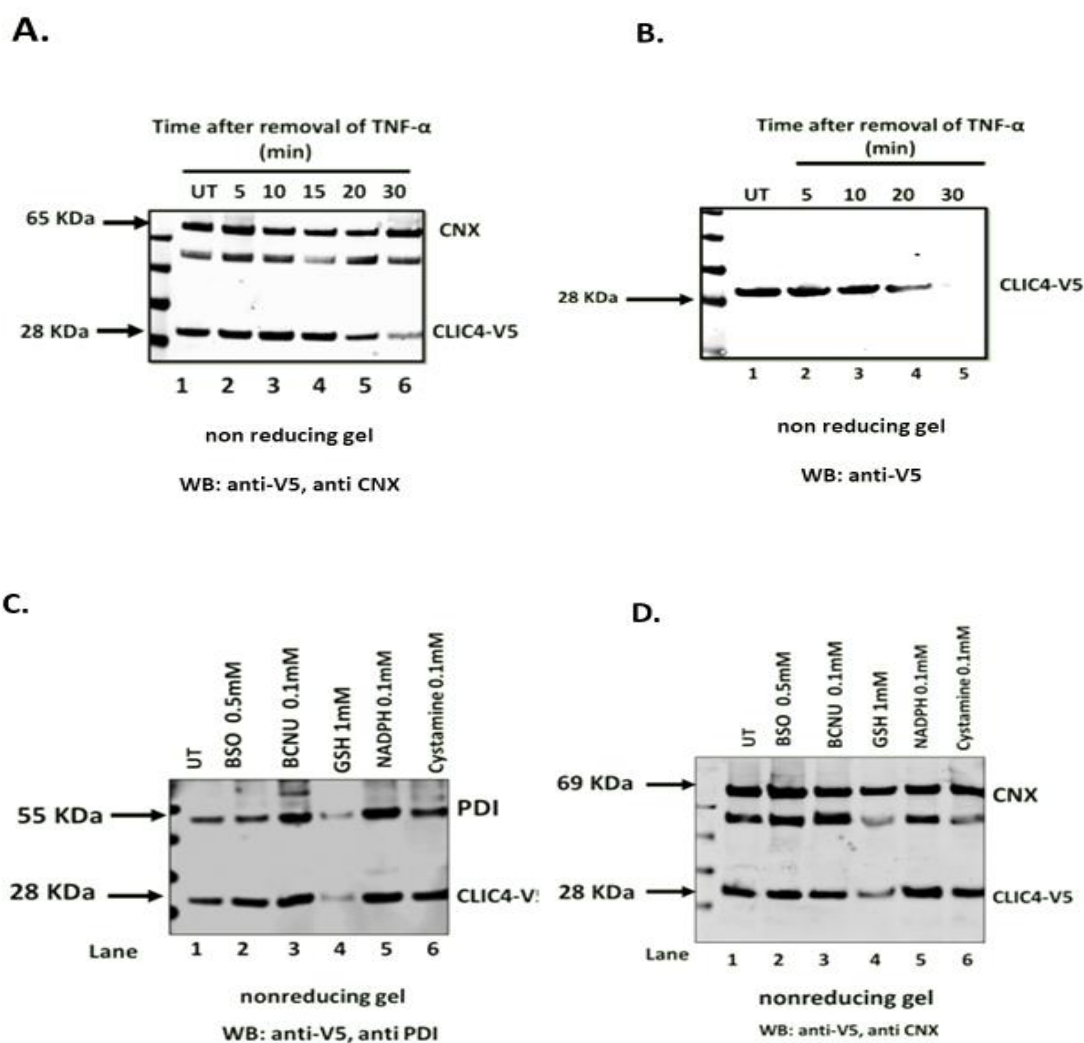 A.
Time after removal of TNF-α
(min)
UT 5 10 15 20 30
65 KDa
CNX
28 KDa
CLIC4-V5
1 2 3 4 5 6
non reducing gel
WB: anti-V5, anti CNX
B.
Time after removal of TNF-α
(min)
UT 5 10 20 30
28 KDa
CLIC4-V5
1 2 3 4 5
non reducing gel
WB: anti-V5
C.
UT
BSO 0.5mM
BCNU 0.1mM
GSH 1mM
NADPH 0.1mM
Cystamine 0.1mM
55 KDa
PDI
28 KDa
CLIC4-V
Lane 1 2 3 4 5 6
nonreducing gel
WB: anti-V5, anti PDI
D.
UT
BSO 0.5mM
BCNU 0.1mM
GSH 1mM
NADPH 0.1mM
Cystamine 0.1mM
69 KDa
CNX
28 KDa
CLIC4-V5
Lane 1 2 3 4 5 6
nonreducing gel
WB: anti-V5, anti CNX